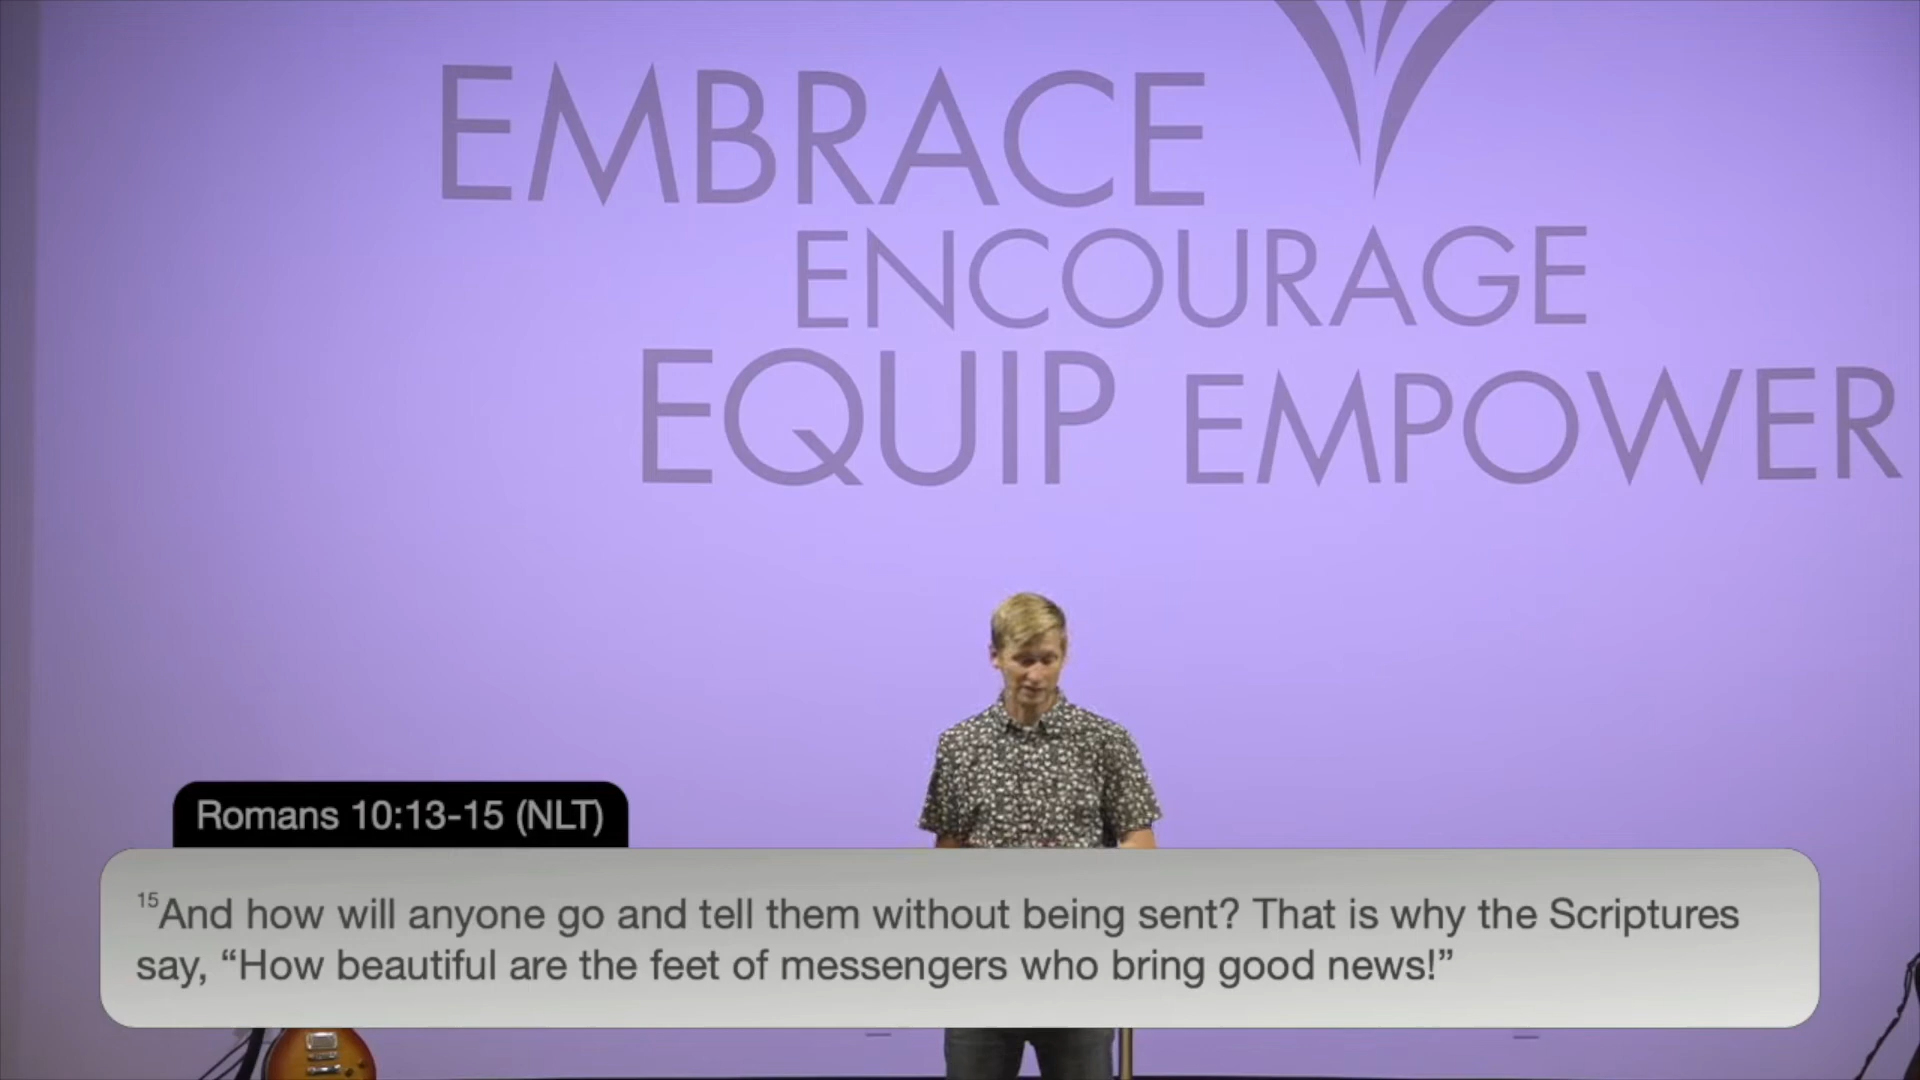 EMBRACE
ENCOURAGE
EQUIP EMPOWER
Romans 10:13-15 (NLT)
15And how will anyone go and tell them without being sent? That is why the Scriptures
say, “How beautiful are the feet of messengers who bring good news!”